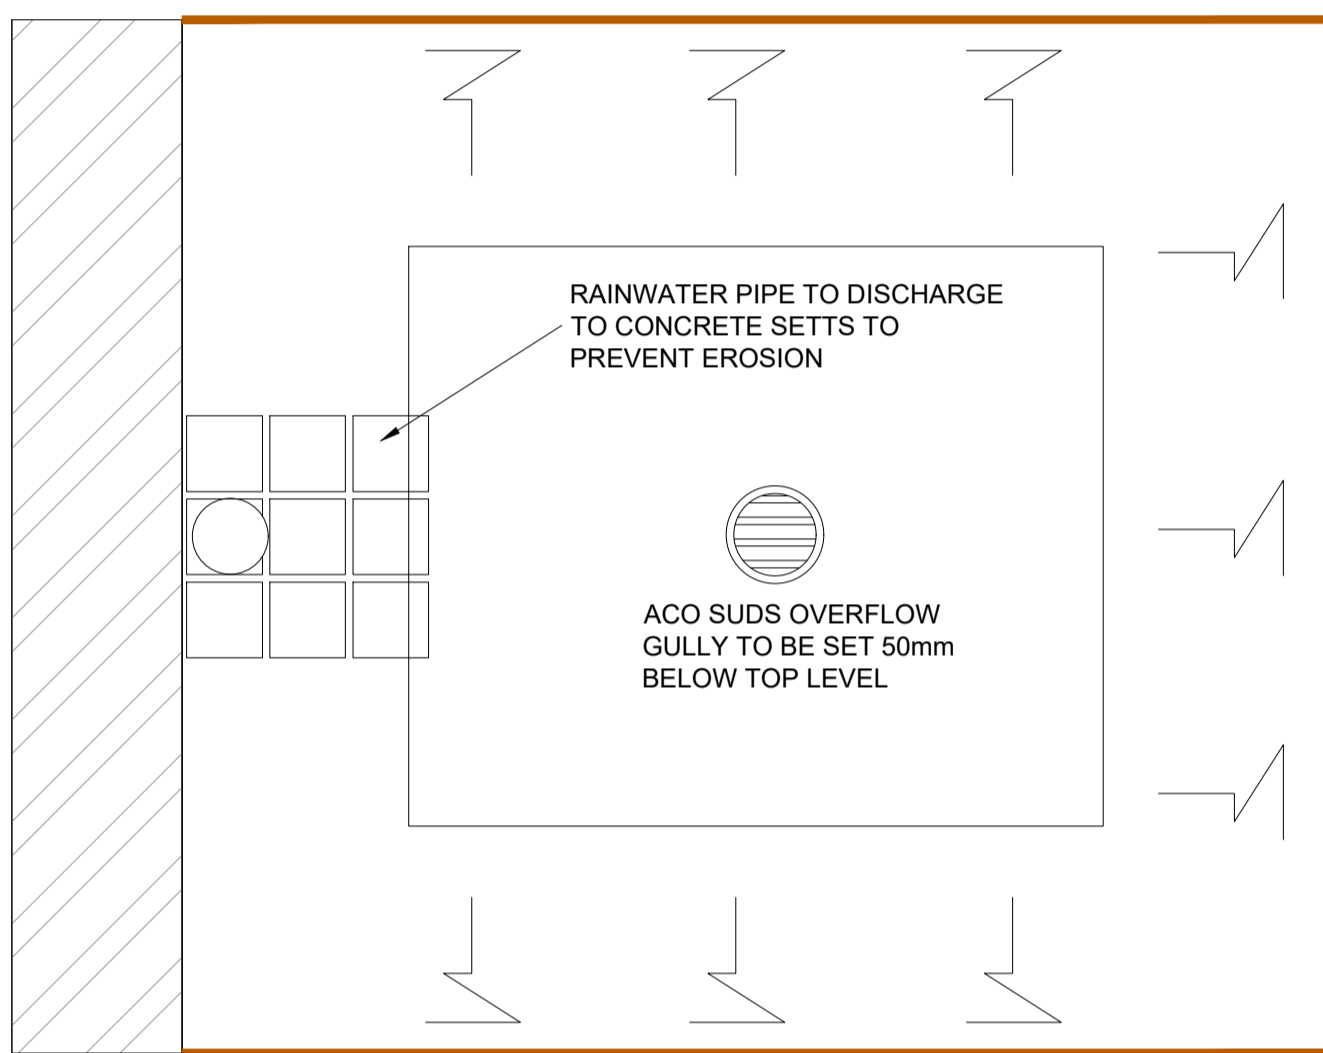 RAINWATER PIPE TO DISCHARGE
TO CONCRETE SETTS TO
PREVENT EROSION
ACO SUDS OVERFLOW
GULLY TO BE SET 50mm
BELOW TOP LEVEL